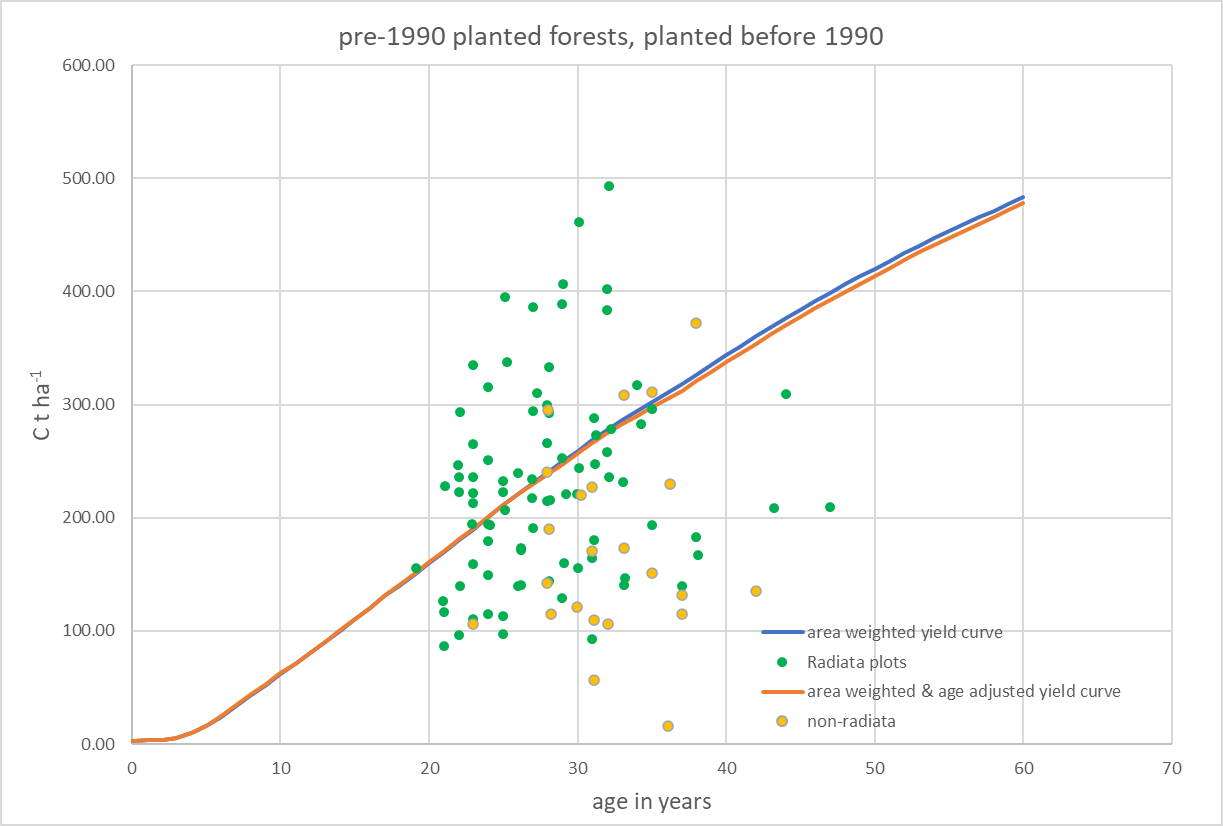 pre-1990 planted forests, planted before 1990
600.00
500.00
400.00
300.00
200.00
100.00
0.00
C t ha⁻¹
0 10 20 30 40 50 60 70
age in years
area weighted yield curve
Radiata plots
area weighted & age adjusted yield curve
non-radiata